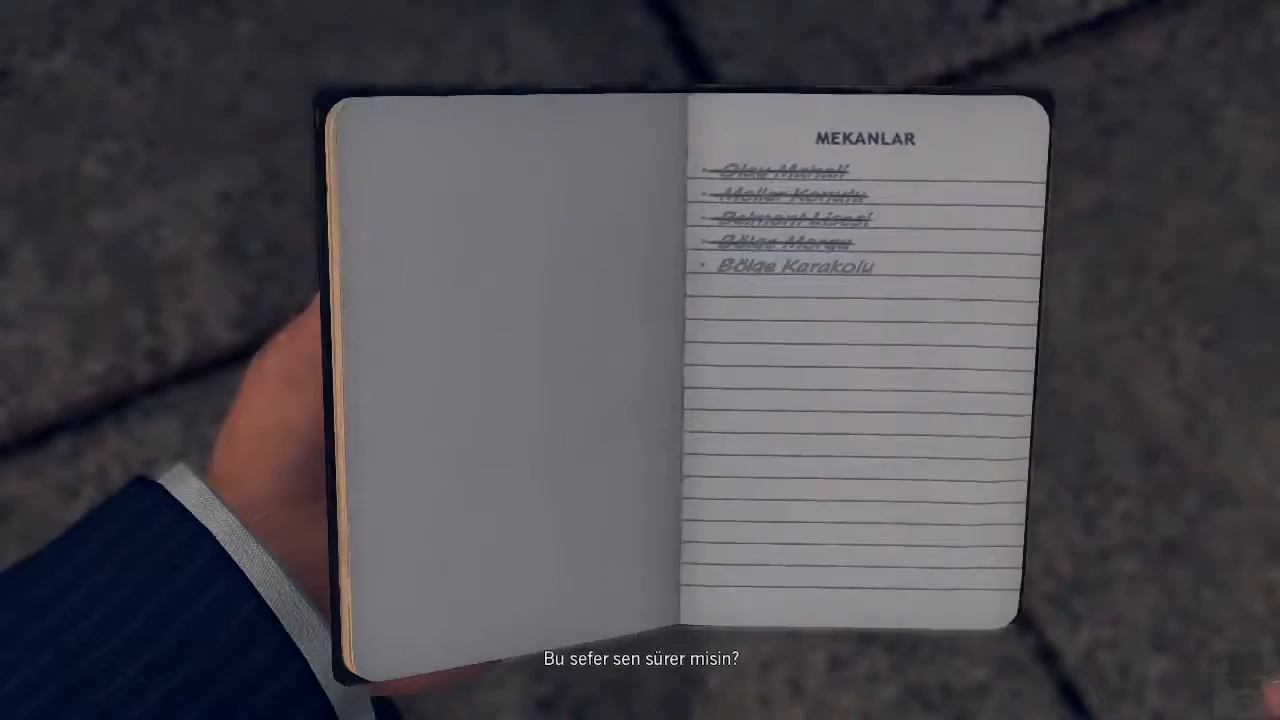 MEKANLAR
- Olay Mahali
- Moller Konutu
- Belmont Lisesi
- Bölge Morgu
- Bölge Karakolu
Bu sefer sen sürer misin?